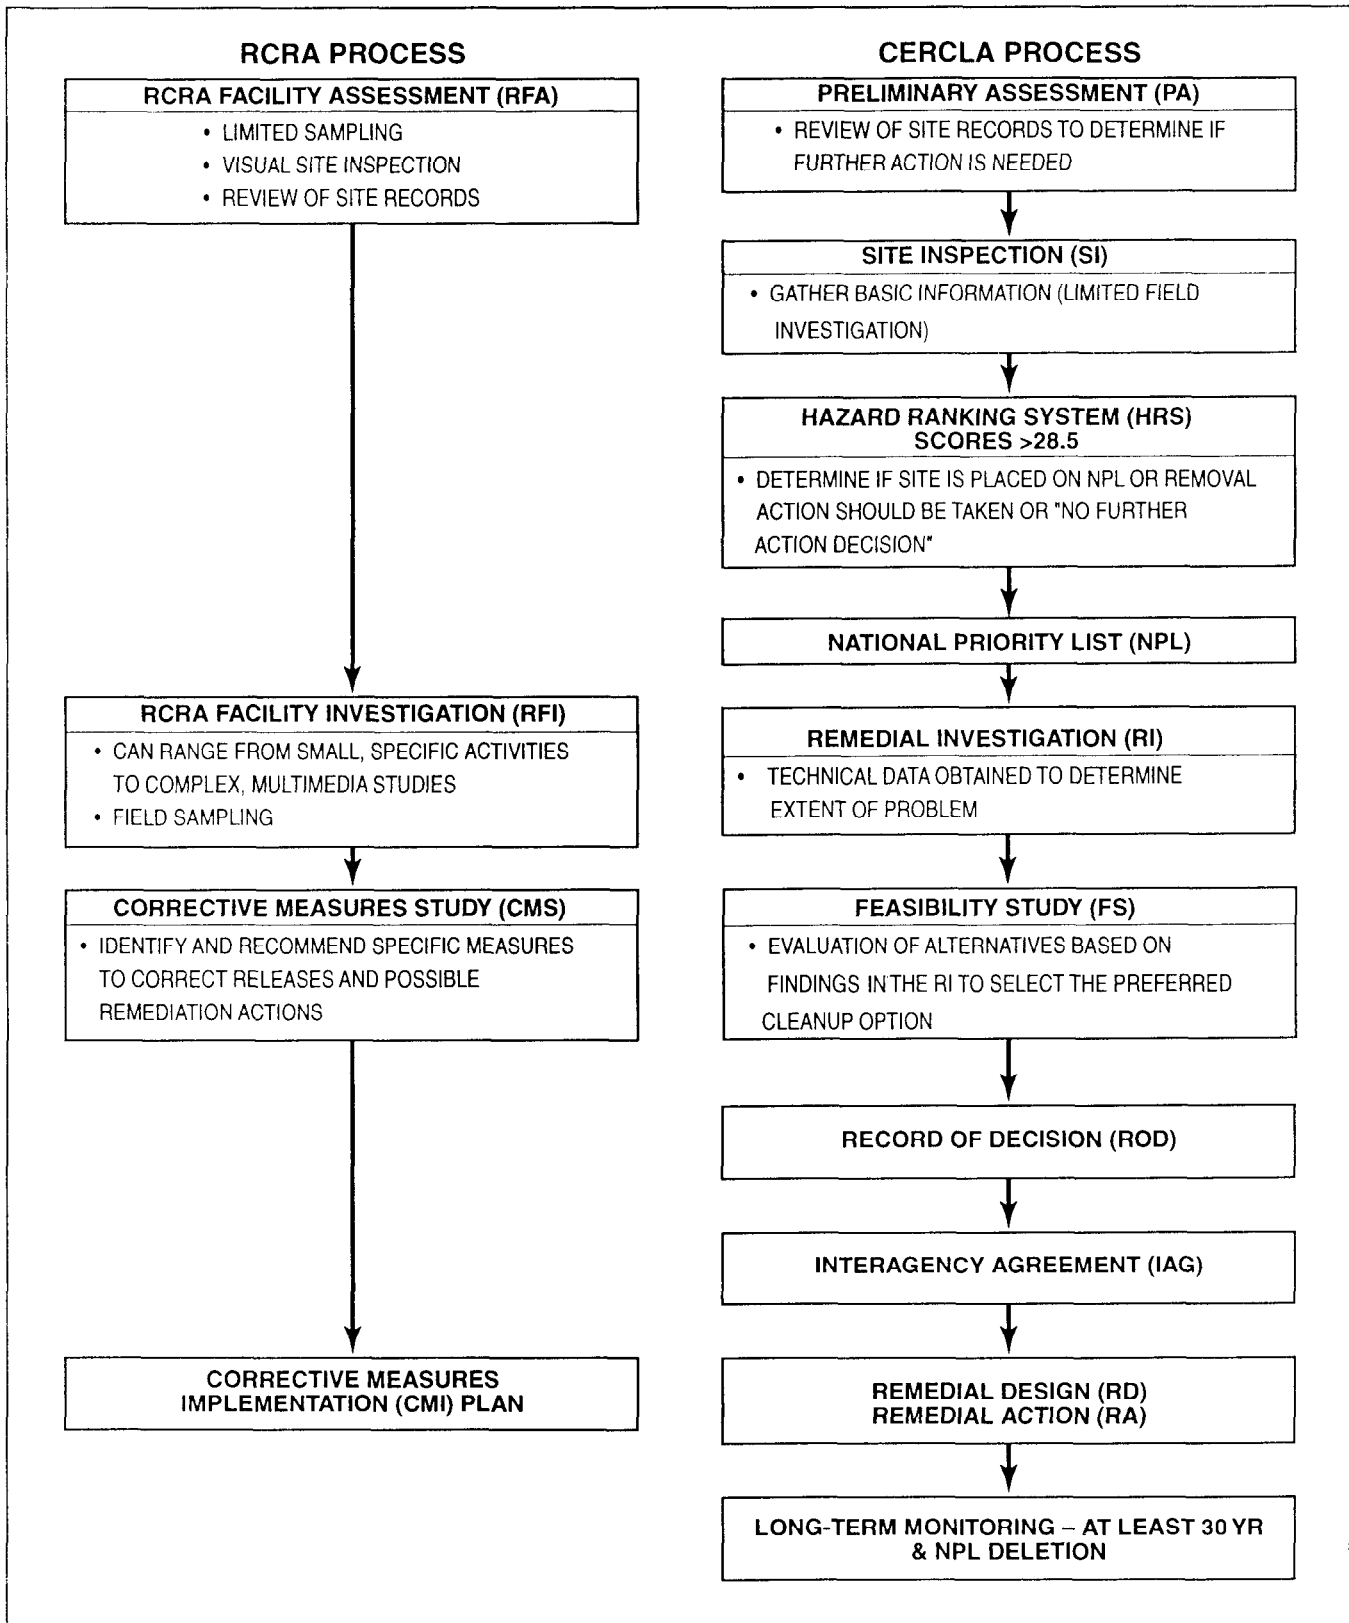 RCRA PROCESS
RCRA FACILITY ASSESSMENT (RFA)
• LIMITED SAMPLING
• VISUAL SITE INSPECTION
• REVIEW OF SITE RECORDS
RCRA FACILITY INVESTIGATION (RFI)
• CAN RANGE FROM SMALL, SPECIFIC ACTIVITIES
TO COMPLEX, MULTIMEDIA STUDIES
• FIELD SAMPLING
CORRECTIVE MEASURES STUDY (CMS)
• IDENTIFY AND RECOMMEND SPECIFIC MEASURES
TO CORRECT RELEASES AND POSSIBLE
REMEDIATION ACTIONS
CORRECTIVE MEASURES
IMPLEMENTATION (CMI) PLAN
CERCLA PROCESS
PRELIMINARY ASSESSMENT (PA)
• REVIEW OF SITE RECORDS TO DETERMINE IF
FURTHER ACTION IS NEEDED
SITE INSPECTION (SI)
• GATHER BASIC INFORMATION (LIMITED FIELD
INVESTIGATION)
HAZARD RANKING SYSTEM (HRS)
SCORES >28.5
• DETERMINE IF SITE IS PLACED ON NPL OR REMOVAL
ACTION SHOULD BE TAKEN OR "NO FURTHER
ACTION DECISION"
NATIONAL PRIORITY LIST (NPL)
REMEDIAL INVESTIGATION (RI)
• TECHNICAL DATA OBTAINED TO DETERMINE
EXTENT OF PROBLEM
FEASIBILITY STUDY (FS)
• EVALUATION OF ALTERNATIVES BASED ON
FINDINGS IN THE RI TO SELECT THE PREFERRED
CLEANUP OPTION
RECORD OF DECISION (ROD)
INTERAGENCY AGREEMENT (IAG)
REMEDIAL DESIGN (RD)
REMEDIAL ACTION (RA)
LONG-TERM MONITORING – AT LEAST 30 YR
& NPL DELETION